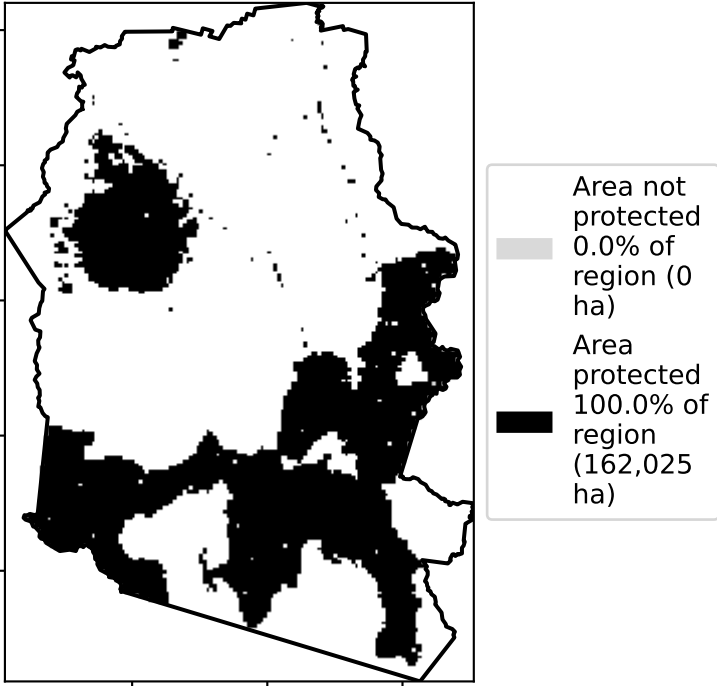 Area not
protected
0.0% of
region (0
ha)
Area
protected
100.0% of
region
(162,025
ha)